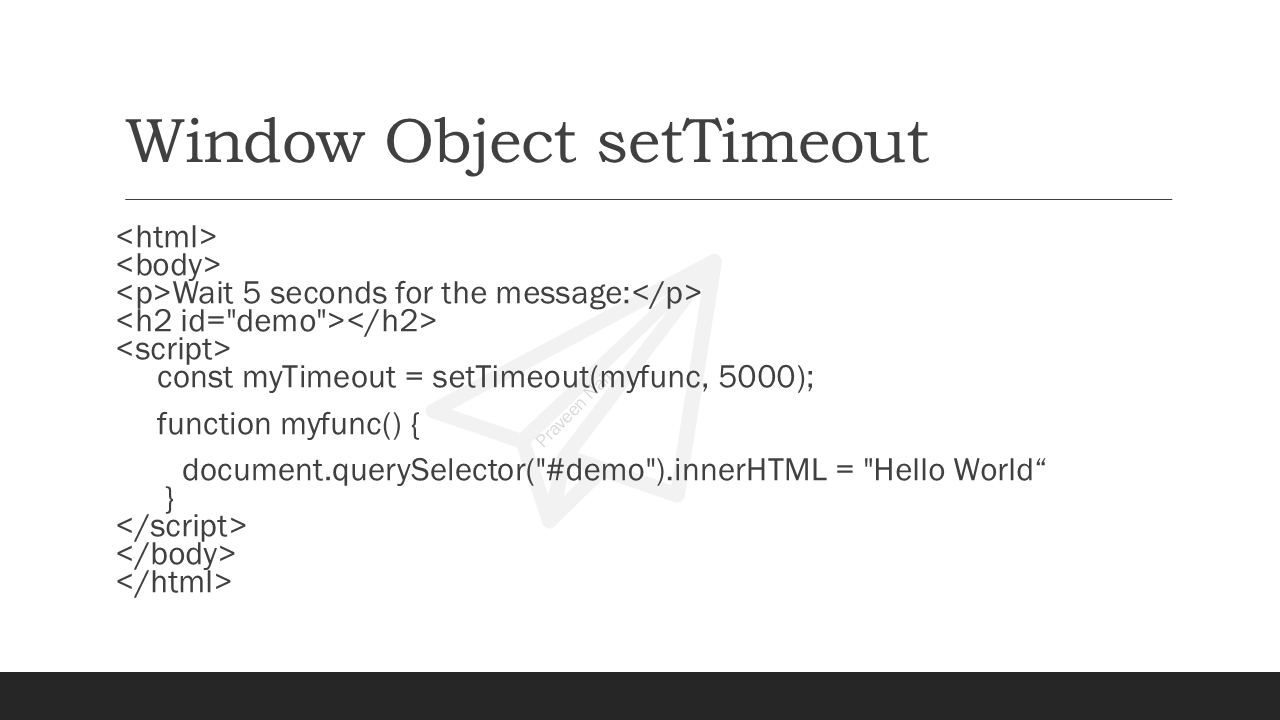 Window Object setTimeout
<html>
<body>
<p>Wait 5 seconds for the message:</p>
<h2 id="demo"></h2>
<script>
const myTimeout = setTimeout(myfunc, 5000);
function myfunc() {
document.querySelector("#demo").innerHTML = "Hello World“
}
</script>
</body>
</html>
Praveen